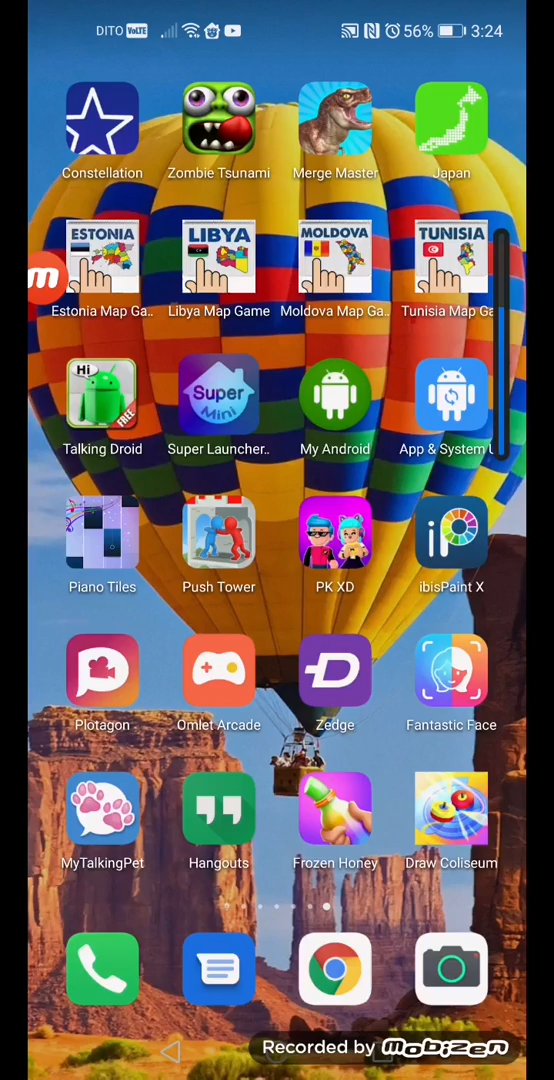 DITO VoLTE 56% 3:24
Constellation Zombie Tsunami Merge Master Japan
ESTONIA LIBYA MOLDOVA TUNISIA
m
Estonia Map Ga.. Libya Map Game Moldova Map Ga.. Tunisia Map Ga
Hi FREE Super Mini
Talking Droid Super Launcher.. My Android App & System U
iP
Piano Tiles Push Tower PK XD ibisPaint X
Plotagon Omlet Arcade Zedge Fantastic Face
MyTalkingPet Hangouts Frozen Honey Draw Coliseum
Recorded by mobizen